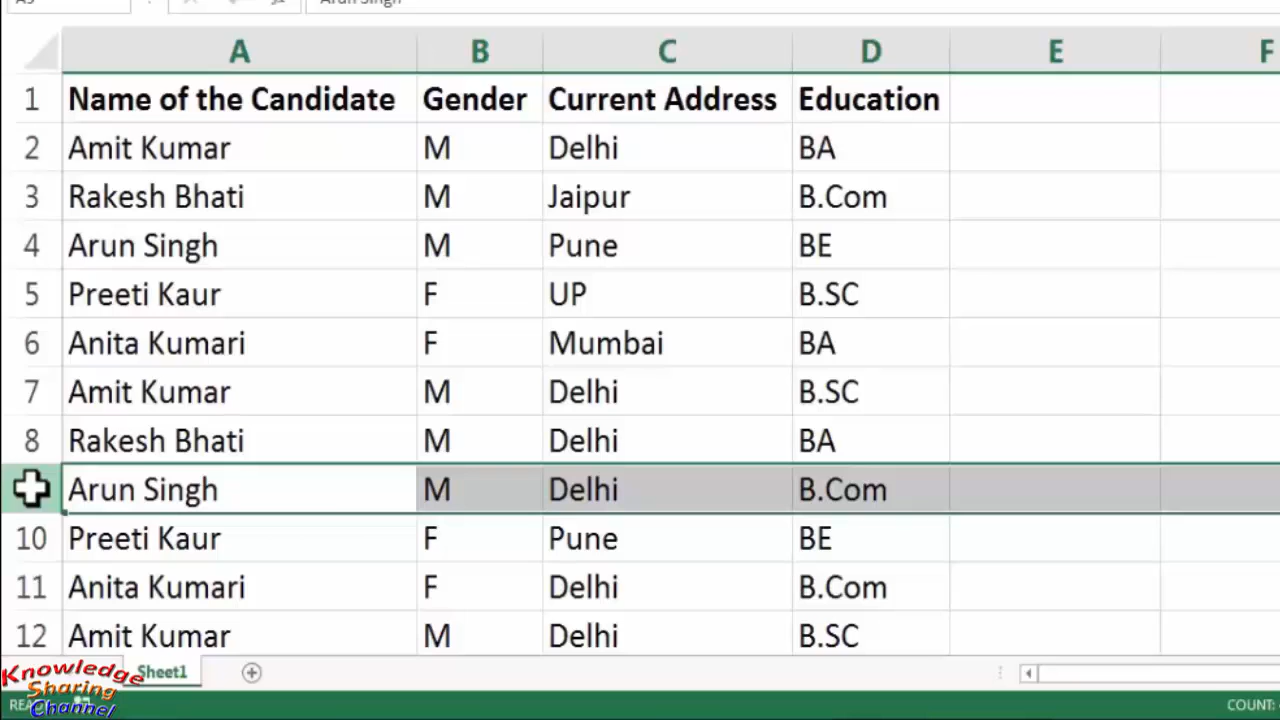 A B C D E F
1 Name of the Candidate Gender Current Address Education
2 Amit Kumar M Delhi BA
3 Rakesh Bhati M Jaipur B.Com
4 Arun Singh M Pune BE
5 Preeti Kaur F UP B.SC
6 Anita Kumari F Mumbai BA
7 Amit Kumar M Delhi B.SC
8 Rakesh Bhati M Delhi BA
Arun Singh M Delhi B.Com
10 Preeti Kaur F Pune BE
11 Anita Kumari F Delhi B.Com
12 Amit Kumar M Delhi B.SC
Knowledge Sheet1
Sharing
Channel COUNT: